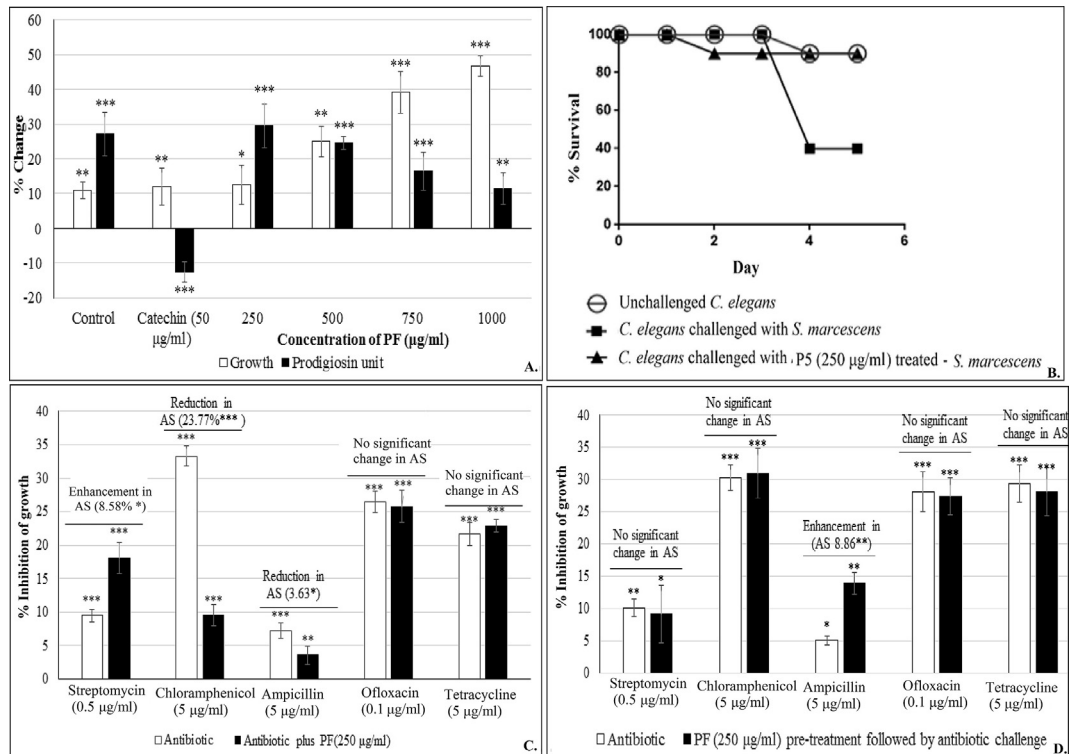 60
50
40
30
20
10
0
-10
-20
% Change
**
***
**
***
*
***
**
***
***
***
***
**
Control
Catechin (50 µg/ml)
250
500
750
1000
Concentration of PF (µg/ml)
Growth
Prodigiosin unit
A.
100
80
60
40
20
0
% Survival
0
2
4
6
Day
Unchallenged C. elegans
C. elegans challenged with S. marcescens
C. elegans challenged with P5 (250 µg/ml) treated - S. marcescens
B.
40
35
30
25
20
15
10
5
0
% Inhibition of growth
Enhancement in
AS (8.58% *)
***
***
Reduction in
AS (23.77%*** )
***
***
Reduction in
AS (3.63*)
***
**
No significant
change in AS
***
***
No significant
change in AS
***
***
Streptomycin
(0.5 µg/ml)
Chloramphenicol
(5 µg/ml)
Ampicillin
(5 µg/ml)
Ofloxacin
(0.1 µg/ml)
Tetracycline
(5 µg/ml)
Antibiotic
Antibiotic plus PF(250 µg/ml)
C.
40
35
30
25
20
15
10
5
0
% Inhibition of growth
No significant
change in AS
**
*
No significant
change in AS
***
***
Enhancement in
(AS 8.86**)
*
**
No significant
change in AS
***
***
No significant
change in AS
***
***
Streptomycin
(0.5 µg/ml)
Chloramphenicol
(5 µg/ml)
Ampicillin
(5 µg/ml)
Ofloxacin
(0.1 µg/ml)
Tetracycline
(5 µg/ml)
Antibiotic
PF (250 µg/ml) pre-treatment followed by antibiotic challenge
D.